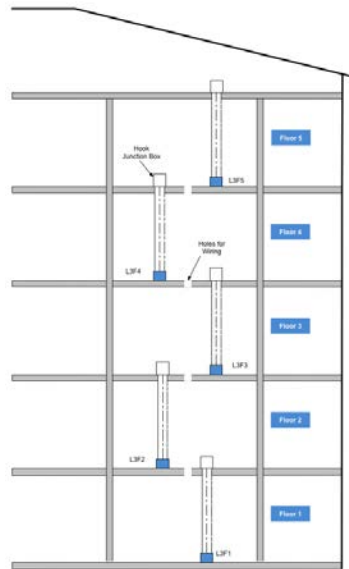 Floor 5
Hook
Junction Box
L3F5
Floor 4
Holes for
Wiring
L3F4
Floor 3
L3F3
Floor 2
L3F2
Floor 1
L3F1